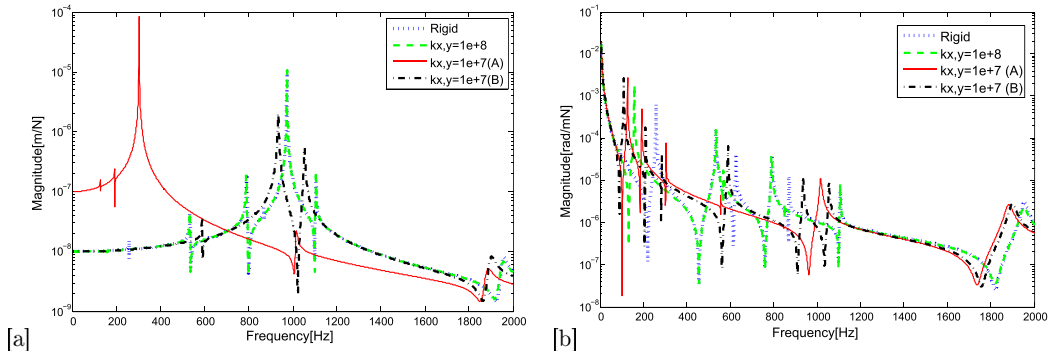 10⁻⁴
10⁻⁵
10⁻⁶
10⁻⁷
10⁻⁸
10⁻⁹
Magnitude[m/N]
0 200 400 600 800 1000 1200 1400 1600 1800 2000
Frequency[Hz]
Rigid
kx,y=1e+8
kx,y=1e+7(A)
kx,y=1e+7(B)
[a]
10⁻¹
10⁻²
10⁻³
10⁻⁴
10⁻⁵
10⁻⁶
10⁻⁷
10⁻⁸
Magnitude[rad/mN]
0 200 400 600 800 1000 1200 1400 1600 1800 2000
Frequency[Hz]
Rigid
kx,y=1e+8
kx,y=1e+7 (A)
kx,y=1e+7 (B)
[b]